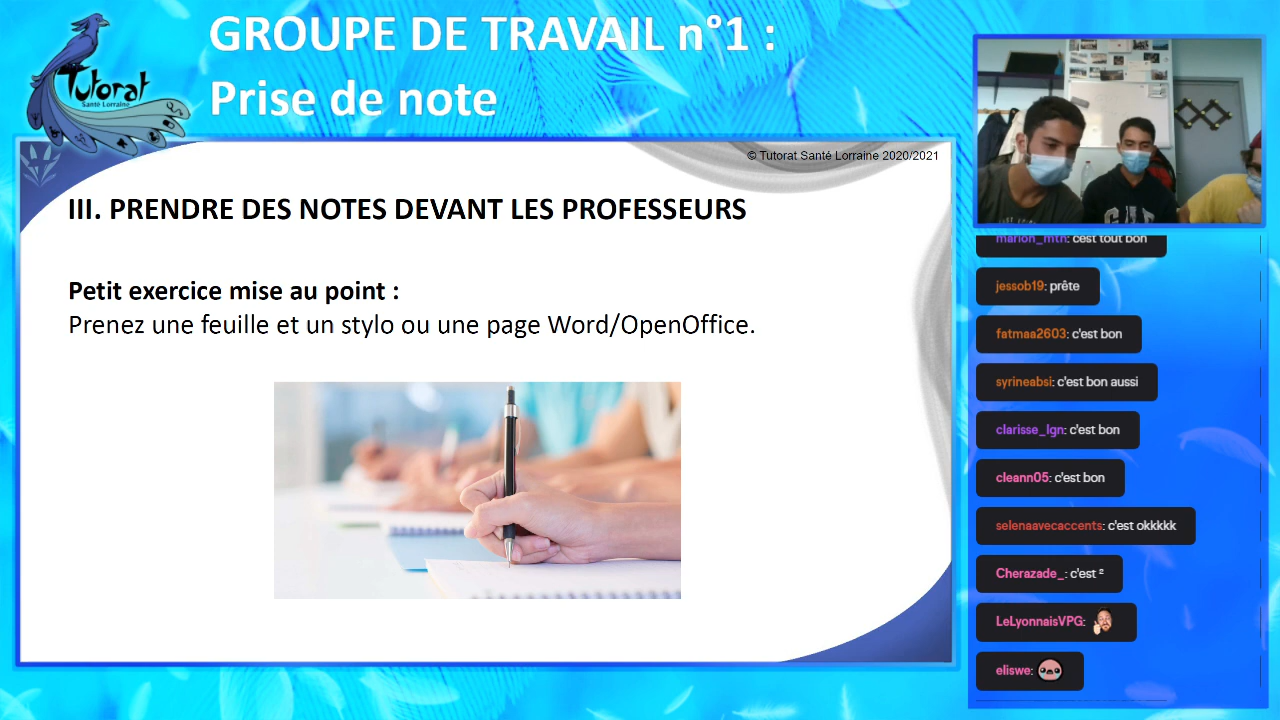 GROUPE DE TRAVAIL n°1 :
Prise de note
Tutorat
Santé Lorraine
© Tutorat Santé Lorraine 2020/2021
III. PRENDRE DES NOTES DEVANT LES PROFESSEURS
Petit exercice mise au point :
Prenez une feuille et un stylo ou une page Word/OpenOffice.
GAP
marion_mtn: cest tout bon
jessob19: prête
fatmaa2603: c'est bon
syrineabsi: c'est bon aussi
clarisse_lgn: c'est bon
cleann05: c'est bon
selenaavecaccents: c'est okkkkk
Cherazade_: c'est ²
LeLyonnaisVPG:
eliswe: